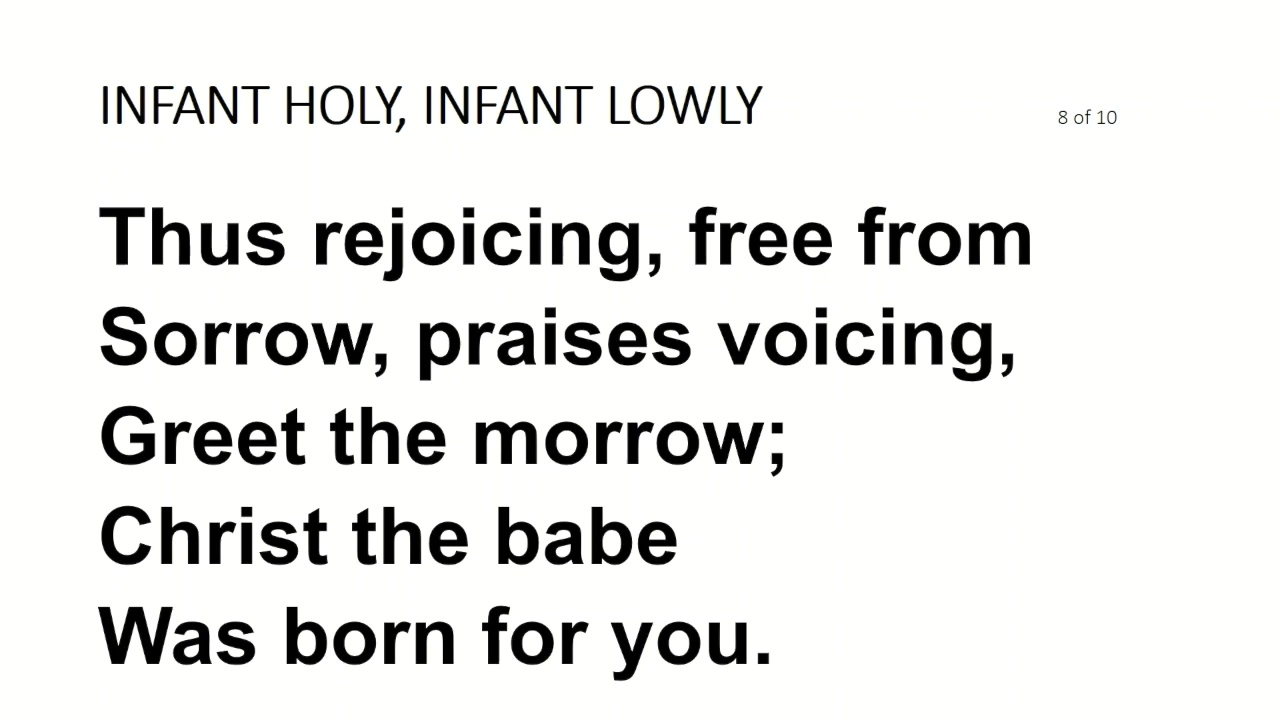 INFANT HOLY, INFANT LOWLY
8 of 10
Thus rejoicing, free from
Sorrow, praises voicing,
Greet the morrow;
Christ the babe
Was born for you.